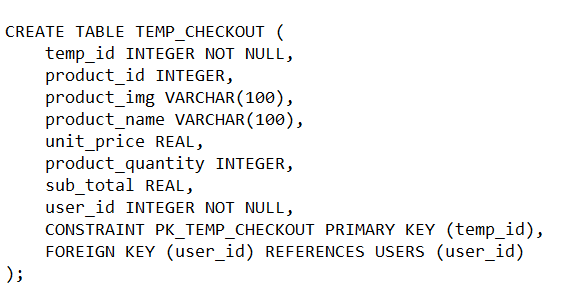 CREATE TABLE TEMP_CHECKOUT (
    temp_id INTEGER NOT NULL,
    product_id INTEGER,
    product_img VARCHAR(100),
    product_name VARCHAR(100),
    unit_price REAL,
    product_quantity INTEGER,
    sub_total REAL,
    user_id INTEGER NOT NULL,
    CONSTRAINT PK_TEMP_CHECKOUT PRIMARY KEY (temp_id),
    FOREIGN KEY (user_id) REFERENCES USERS (user_id)
);